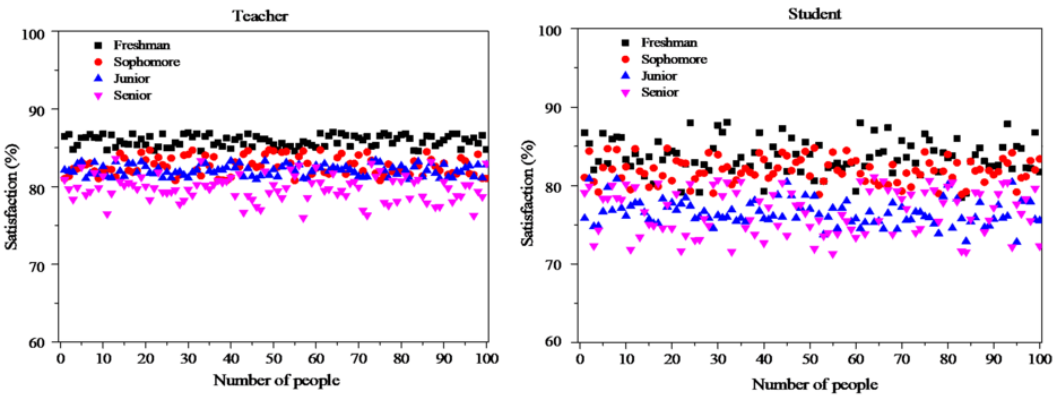 Teacher
100
90
80
70
60
Satisfaction (%)
Freshman
Sophomore
Junior
Senior
0 10 20 30 40 50 60 70 80 90 100
Number of people
Student
100
90
80
70
60
Satisfaction (%)
Freshman
Sophomore
Junior
Senior
0 10 20 30 40 50 60 70 80 90 100
Number of people